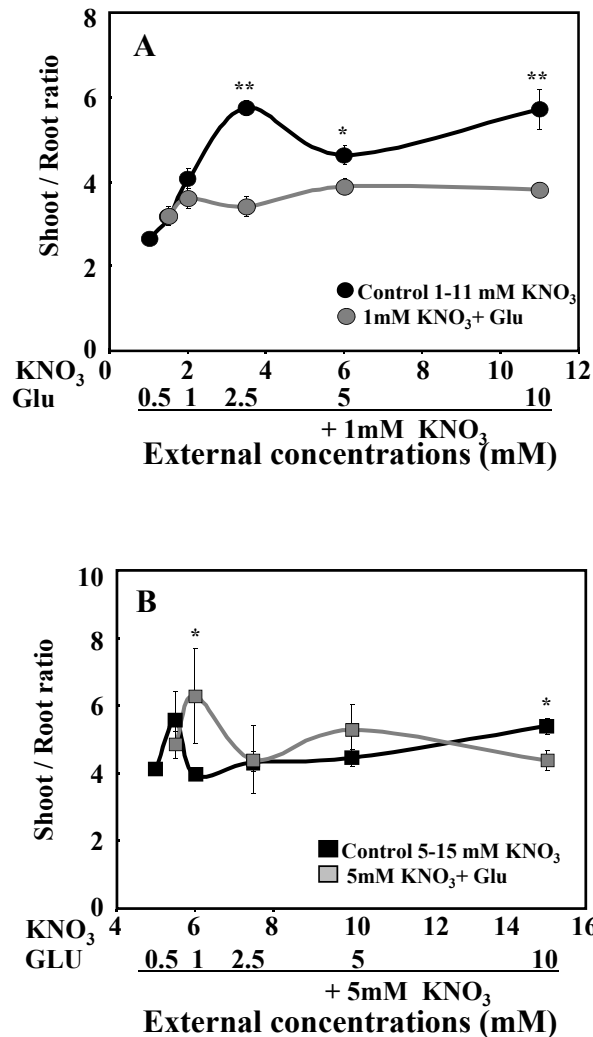 8
A
**
**
6
*
4
2
0
Shoot / Root ratio
Control 1-11 mM KNO₃
1mM KNO₃+ Glu
KNO₃ 0 2 4 6 8 10 12
Glu 0.5 1 2.5 5 10
+ 1mM KNO₃
External concentrations (mM)
10
B
*
8
*
6
4
2
0
Shoot / Root ratio
Control 5-15 mM KNO₃
5mM KNO₃+ Glu
KNO₃ 4 6 8 10 12 14 16
GLU 0.5 1 2.5 5 10
+ 5mM KNO₃
External concentrations (mM)